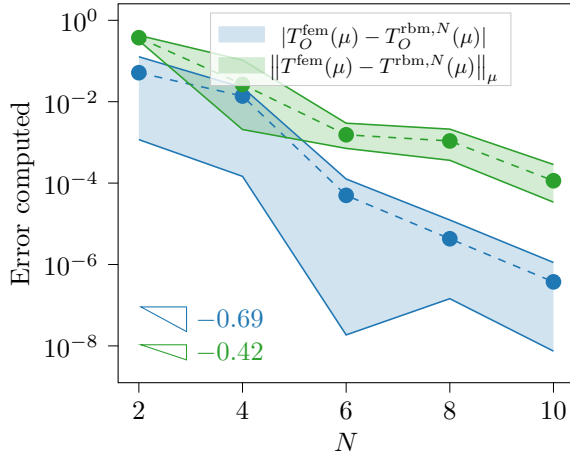 |T_O^fem(μ) − T_O^rbm,N(μ)|
‖T^fem(μ) − T^rbm,N(μ)‖_μ
10^0
10^−2
10^−4
10^−6
10^−8
Error computed
−0.69
−0.42
2 4 6 8 10
N